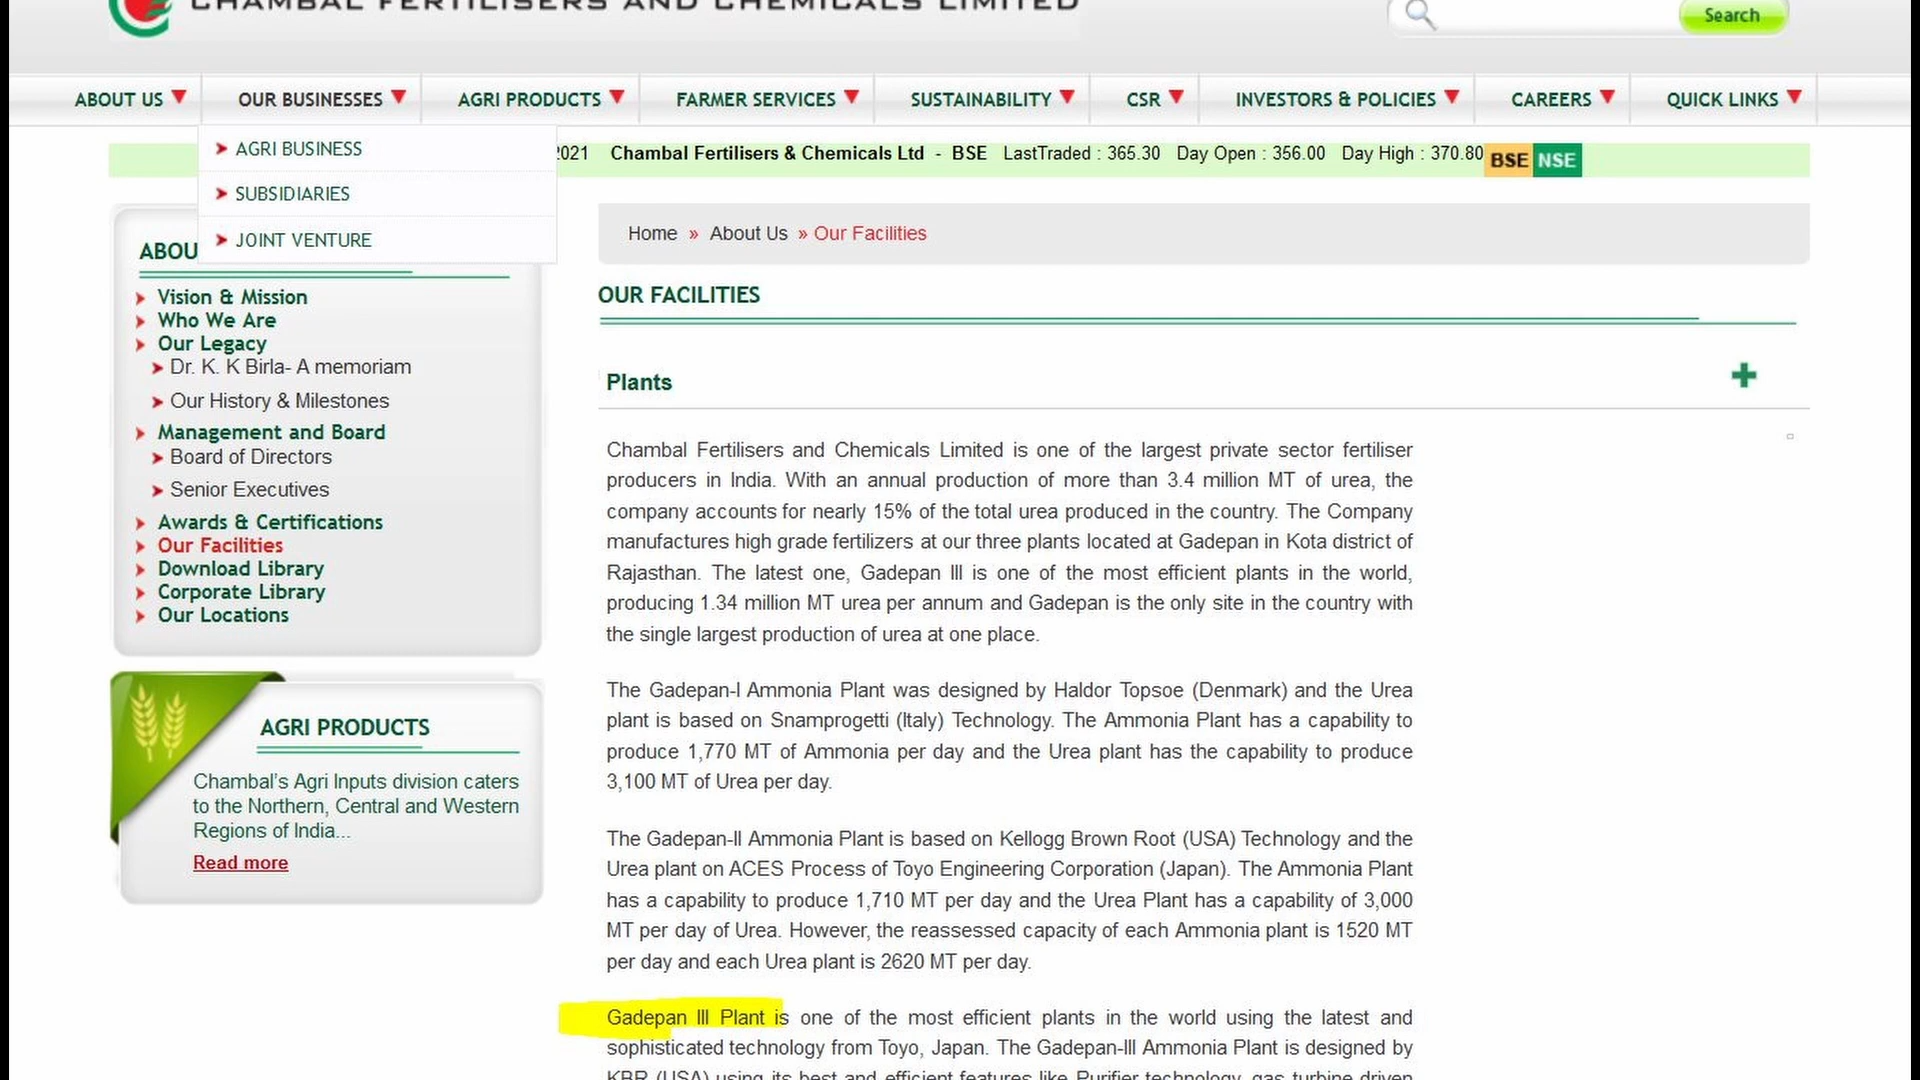 CHAMBAL FERTILISERS AND CHEMICALS LIMITED
Search
ABOUT US OUR BUSINESSES AGRI PRODUCTS FARMER SERVICES SUSTAINABILITY CSR INVESTORS & POLICIES CAREERS QUICK LINKS
AGRI BUSINESS
SUBSIDIARIES
JOINT VENTURE
2021 Chambal Fertilisers & Chemicals Ltd - BSE LastTraded : 365.30 Day Open : 356.00 Day High : 370.80 BSE NSE
ABOU
Vision & Mission
Who We Are
Our Legacy
Dr. K. K Birla- A memoriam
Our History & Milestones
Management and Board
Board of Directors
Senior Executives
Awards & Certifications
Our Facilities
Download Library
Corporate Library
Our Locations
AGRI PRODUCTS
Chambal's Agri Inputs division caters
to the Northern, Central and Western
Regions of India...
Read more
Home » About Us » Our Facilities
OUR FACILITIES
Plants
Chambal Fertilisers and Chemicals Limited is one of the largest private sector fertiliser
producers in India. With an annual production of more than 3.4 million MT of urea, the
company accounts for nearly 15% of the total urea produced in the country. The Company
manufactures high grade fertilizers at our three plants located at Gadepan in Kota district of
Rajasthan. The latest one, Gadepan III is one of the most efficient plants in the world,
producing 1.34 million MT urea per annum and Gadepan is the only site in the country with
the single largest production of urea at one place.
The Gadepan-I Ammonia Plant was designed by Haldor Topsoe (Denmark) and the Urea
plant is based on Snamprogetti (Italy) Technology. The Ammonia Plant has a capability to
produce 1,770 MT of Ammonia per day and the Urea plant has the capability to produce
3,100 MT of Urea per day.
The Gadepan-II Ammonia Plant is based on Kellogg Brown Root (USA) Technology and the
Urea plant on ACES Process of Toyo Engineering Corporation (Japan). The Ammonia Plant
has a capability to produce 1,710 MT per day and the Urea Plant has a capability of 3,000
MT per day of Urea. However, the reassessed capacity of each Ammonia plant is 1520 MT
per day and each Urea plant is 2620 MT per day.
Gadepan III Plant is one of the most efficient plants in the world using the latest and
sophisticated technology from Toyo, Japan. The Gadepan-III Ammonia Plant is designed by
KBR (USA) using its best and efficient features like Purifier technology, gas turbine driven